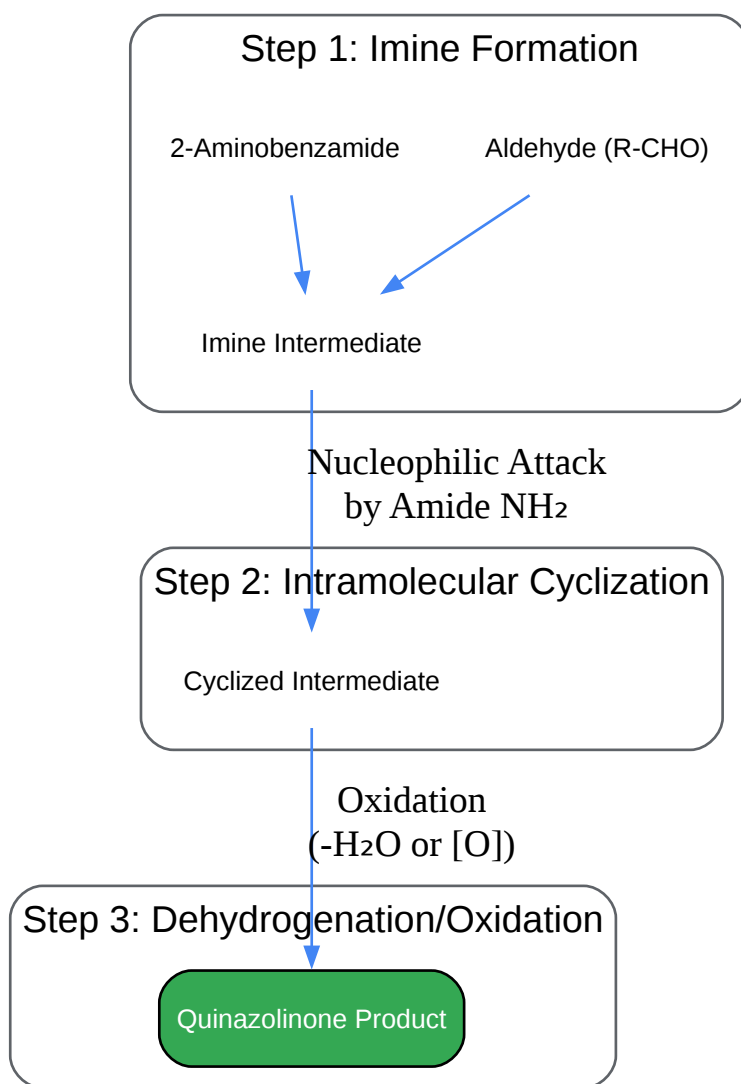 Step 1: Imine Formation
2-Aminobenzamide
Aldehyde (R-CHO)
Imine Intermediate
Nucleophilic Attack
by Amide NH₂
Step 2: Intramolecular Cyclization
Cyclized Intermediate
Oxidation
(-H₂O or [O])
Step 3: Dehydrogenation/Oxidation
Quinazolinone Product